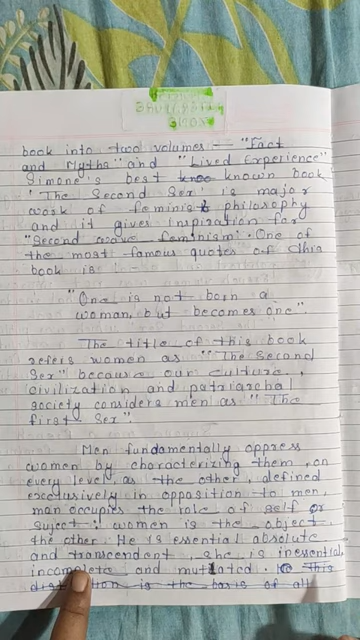 book into two volumes — "Fact
and Myths" and "Lived Experience"
Simone's best known book
'The Second Sex' is major
work of feminist philosophy
and it gives inspiration for
"Second wave feminism". One of
the most famous quotes of this
book is :-
"One is not born a
woman, but becomes one".
The title of this book
refers women as "The Second
Sex" because our culture,
civilization and patriarchal
society considers men as "The
first Sex".
Men fundamentally oppress
women by characterizing them, on
every level, as the other, defined
exclusively in opposition to men,
man occupies the role of self or
suject : women is the object,
the other. He is essential absolute
and transcendent, she is inessential,
incomplete and mutilated. This
is the basis of all